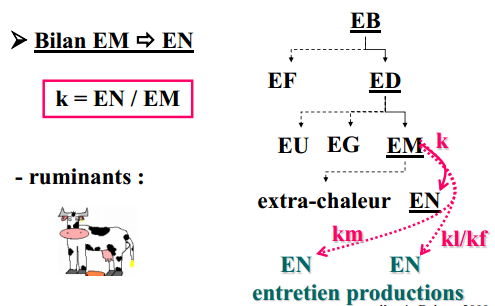 ➢ Bilan EM ⇨ EN
k = EN / EM
- ruminants :
EB
EF ED
EU EG EM k
extra-chaleur EN
km kl/kf
EN EN
entretien productions